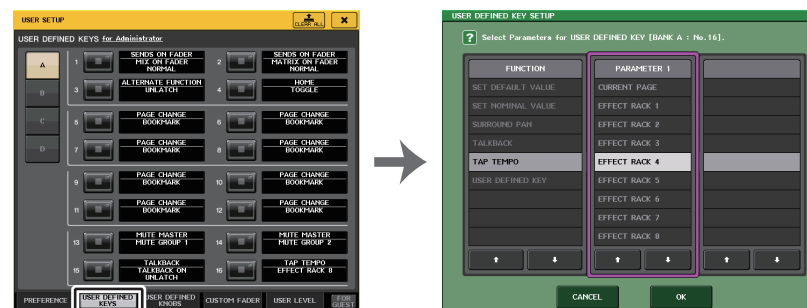 USER SETUP
CLEAR ALL
USER DEFINED KEYS for Administrator
A
B
C
D
1
SENDS ON FADER
MIX ON FADER
NORMAL
2
SENDS ON FADER
MATRIX ON FADER
NORMAL
3
ALTERNATE FUNCTION
UNLATCH
4
HOME
TOGGLE
5
PAGE CHANGE
BOOKMARK
6
PAGE CHANGE
BOOKMARK
7
PAGE CHANGE
BOOKMARK
8
PAGE CHANGE
BOOKMARK
9
PAGE CHANGE
BOOKMARK
10
PAGE CHANGE
BOOKMARK
11
PAGE CHANGE
BOOKMARK
12
PAGE CHANGE
BOOKMARK
13
MUTE MASTER
MUTE GROUP 1
14
MUTE MASTER
MUTE GROUP 2
15
TALKBACK
TALKBACK ON
UNLATCH
16
TAP TEMPO
EFFECT RACK 8
PREFERENCE
USER DEFINED
KEYS
USER DEFINED
KNOBS
CUSTOM FADER
USER LEVEL
FOR
GUEST
USER DEFINED KEY SETUP
? Select Parameters for USER DEFINED KEY [BANK A : No.16].
FUNCTION
SET DEFAULT VALUE
SET NOMINAL VALUE
SURROUND PAN
TALKBACK
TAP TEMPO
USER DEFINED KEY
PARAMETER 1
CURRENT PAGE
EFFECT RACK 1
EFFECT RACK 2
EFFECT RACK 3
EFFECT RACK 4
EFFECT RACK 5
EFFECT RACK 6
EFFECT RACK 7
EFFECT RACK 8
CANCEL
OK